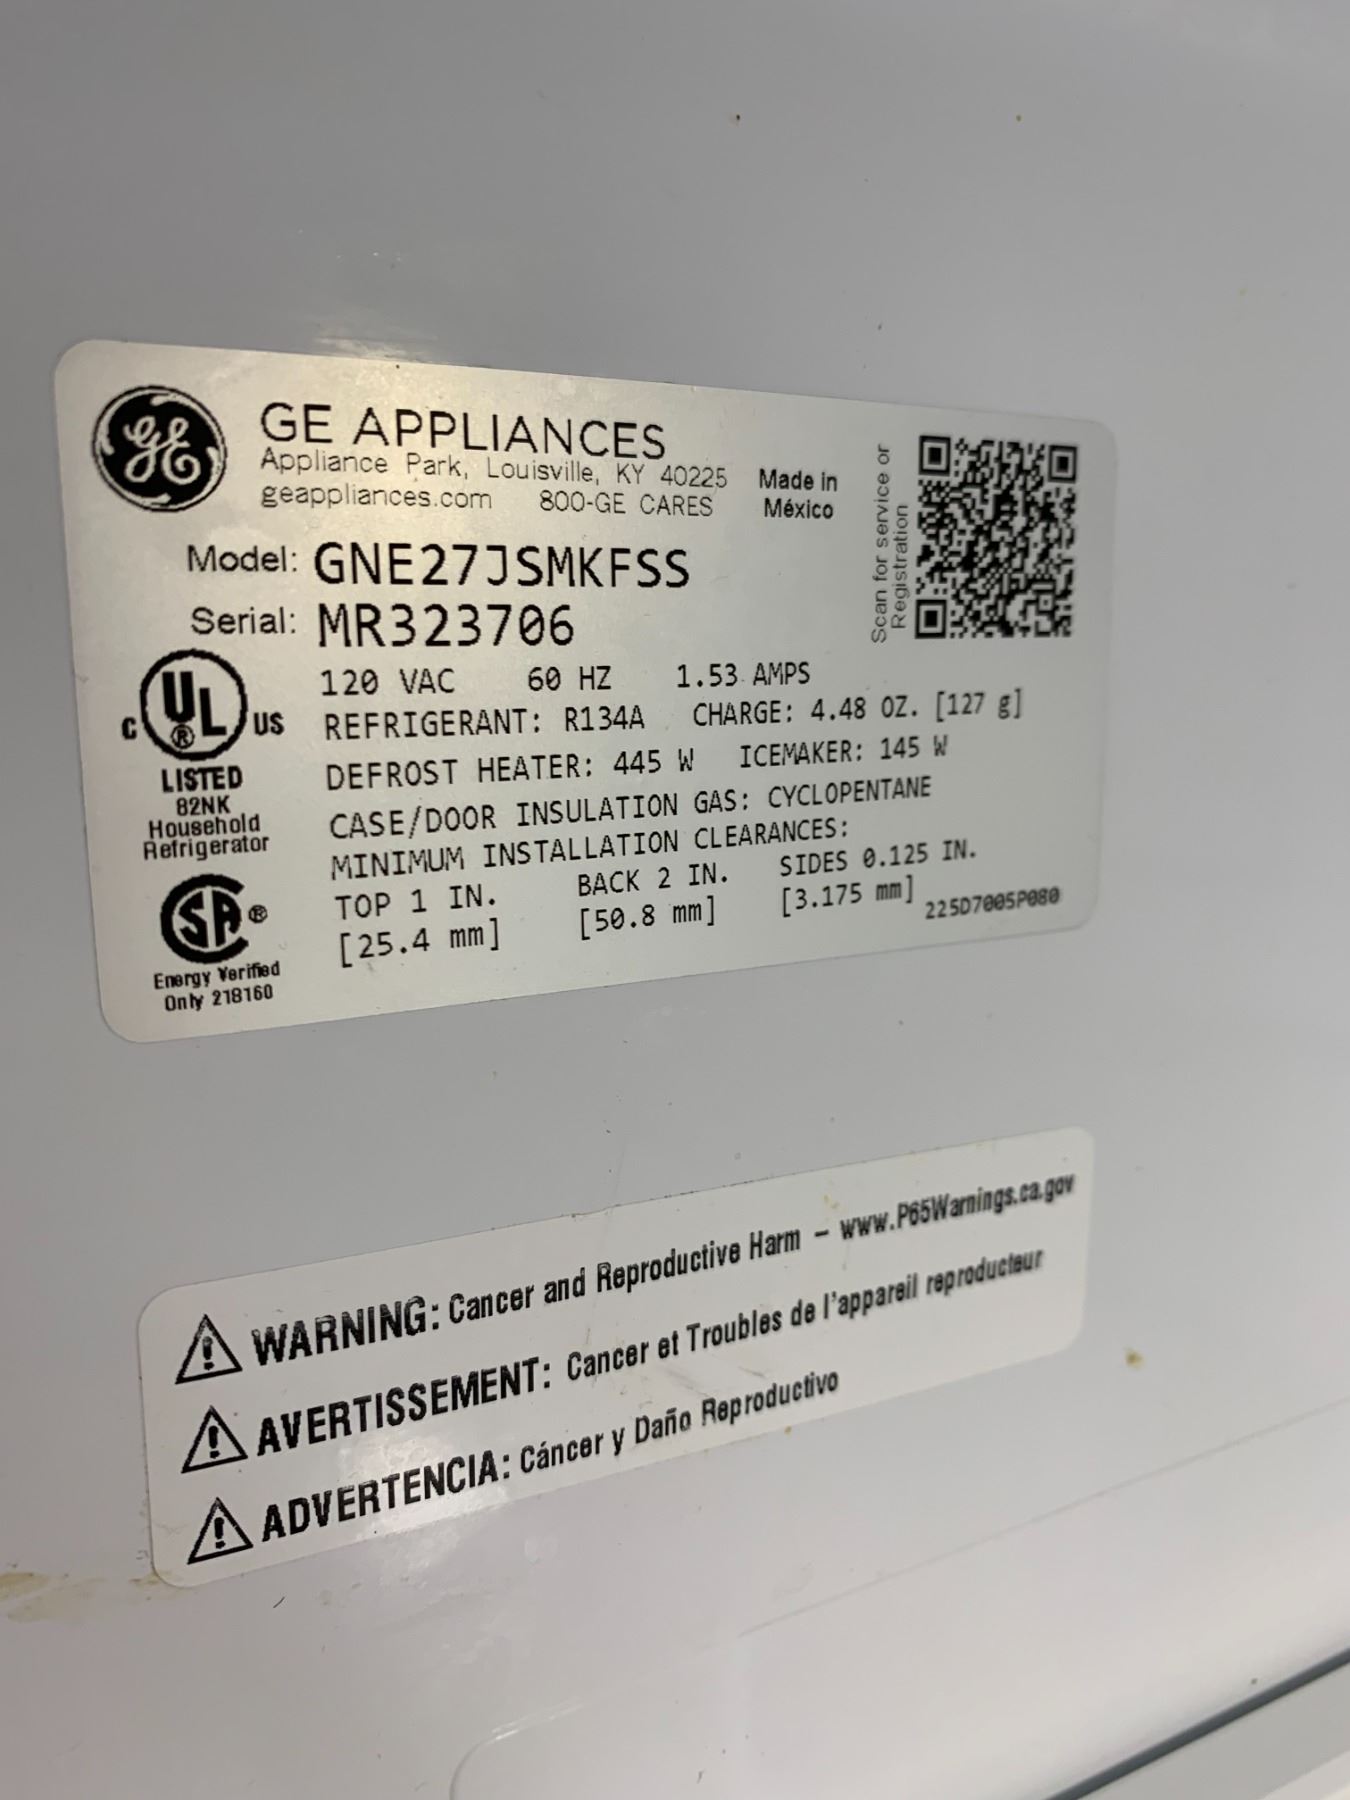 GE
GE APPLIANCES
Appliance Park, Louisville, KY 40225
geappliances.com 800-GE CARES
Made in
México
Scan for service or
Registration
Model: GNE27JSMKFSS
Serial: MR323706
120 VAC 60 HZ 1.53 AMPS
REFRIGERANT: R134A CHARGE: 4.48 OZ. [127 g]
DEFROST HEATER: 445 W ICEMAKER: 145 W
CASE/DOOR INSULATION GAS: CYCLOPENTANE
MINIMUM INSTALLATION CLEARANCES:
TOP 1 IN. BACK 2 IN. SIDES 0.125 IN.
[25.4 mm] [50.8 mm] [3.175 mm]
225D7005P080
C UL ® US
LISTED
82NK
Household
Refrigerator
SA ®
Energy Verified
Only 218160
WARNING: Cancer and Reproductive Harm – www.P65Warnings.ca.gov
AVERTISSEMENT: Cancer et Troubles de l'appareil reproducteur
ADVERTENCIA: Cáncer y Daño Reproductivo